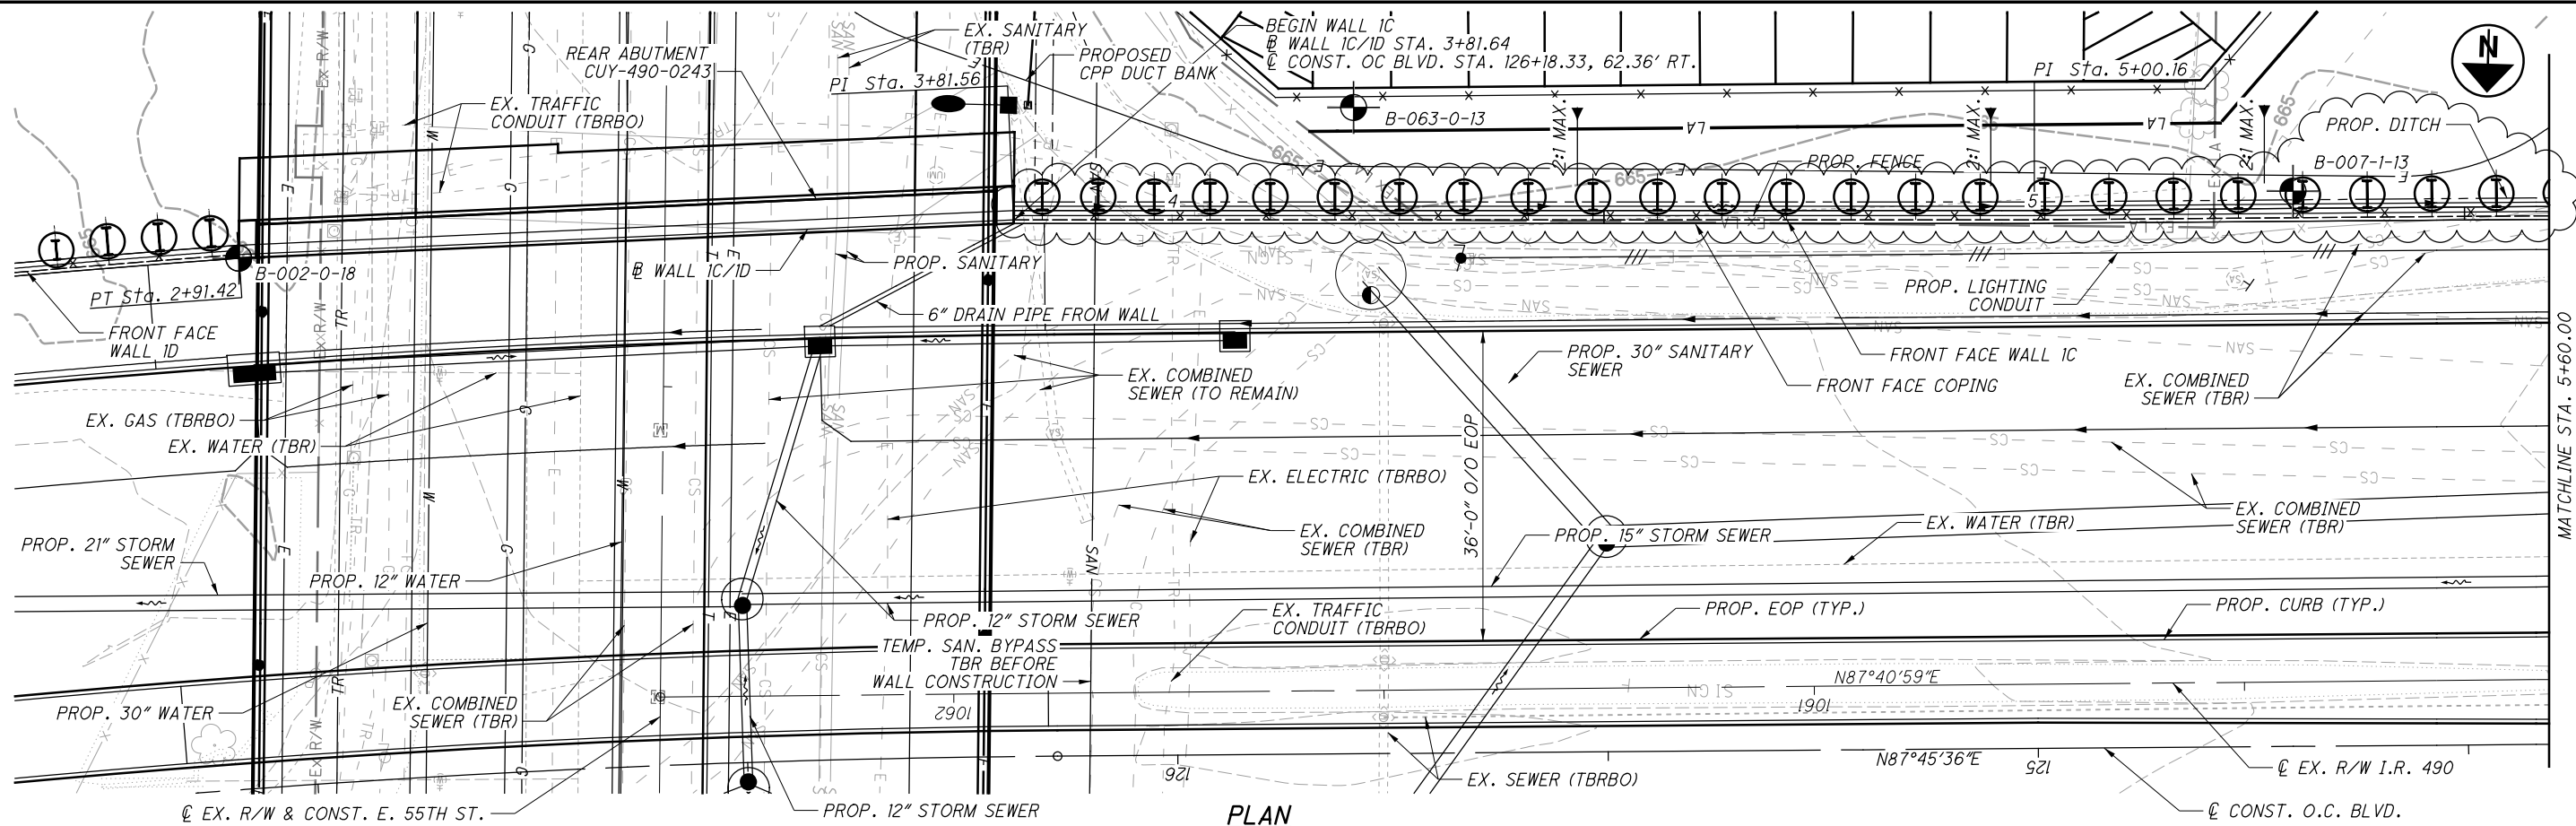 BEGIN WALL 1C
℄ WALL 1C/1D STA. 3+81.64
℄ CONST. OC BLVD. STA. 126+18.33, 62.36' RT.
EX. SANITARY
(TBR)
PROPOSED
CPP DUCT BANK
REAR ABUTMENT
CUY-490-0243
PI Sta. 3+81.56
PI Sta. 5+00.16
N
EX. TRAFFIC
CONDUIT (TBRBO)
B-063-0-13
2:1 MAX.
2:1 MAX.
2:1 MAX.
PROP. DITCH
B-007-1-13
PROP. FENCE
665
665
665
665
4
5
B-002-0-18
PT Sta. 2+91.42
FRONT FACE
WALL 1D
℄ WALL 1C/1D
PROP. SANITARY
6" DRAIN PIPE FROM WALL
PROP. LIGHTING
CONDUIT
PROP. 30" SANITARY
SEWER
FRONT FACE WALL 1C
FRONT FACE COPING
EX. COMBINED
SEWER (TO REMAIN)
EX. COMBINED
SEWER (TBR)
MATCHLINE STA. 5+60.00
EX. GAS (TBRBO)
EX. WATER (TBR)
36'-0" O/O EOP
EX. ELECTRIC (TBRBO)
EX. COMBINED
SEWER (TBR)
EX. COMBINED
SEWER (TBR)
EX. WATER (TBR)
PROP. 15" STORM SEWER
PROP. 21" STORM
SEWER
PROP. 12" WATER
PROP. 12" STORM SEWER
EX. TRAFFIC
CONDUIT (TBRBO)
PROP. EOP (TYP.)
PROP. CURB (TYP.)
TEMP. SAN. BYPASS
TBR BEFORE
WALL CONSTRUCTION
N87°40'59"E
PROP. 30" WATER
EX. COMBINED
SEWER (TBR)
1062
1061
N87°45'36"E
126
125
EX. SEWER (TBRBO)
℄ EX. R/W I.R. 490
℄ EX. R/W & CONST. E. 55TH ST.
PROP. 12" STORM SEWER
℄ CONST. O.C. BLVD.
PLAN